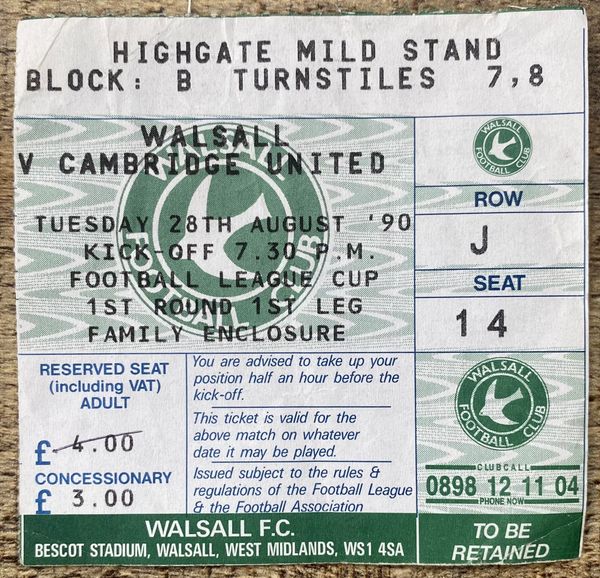 HIGHGATE MILD STAND
BLOCK: B TURNSTILES 7,8
WALSALL
V CAMBRIDGE UNITED
TUESDAY 28TH AUGUST '90
KICK-OFF 7.30 P.M.
FOOTBALL LEAGUE CUP
1ST ROUND 1ST LEG
FAMILY ENCLOSURE
WALSALL FOOTBALL CLUB
WALSALL
FOOTBALL CLUB
ROW
J
SEAT
14
RESERVED SEAT
(including VAT)
ADULT
£ 4.00
CONCESSIONARY
£ 3.00
You are advised to take up your
position half an hour before the
kick-off.
This ticket is valid for the
above match on whatever
date it may be played.
Issued subject to the rules &
regulations of the Football League
& the Football Association
WALSALL
FOOTBALL CLUB
CLUBCALL
0898 12 11 04
PHONE NOW
WALSALL F.C.
BESCOT STADIUM, WALSALL, WEST MIDLANDS, WS1 4SA
TO BE
RETAINED